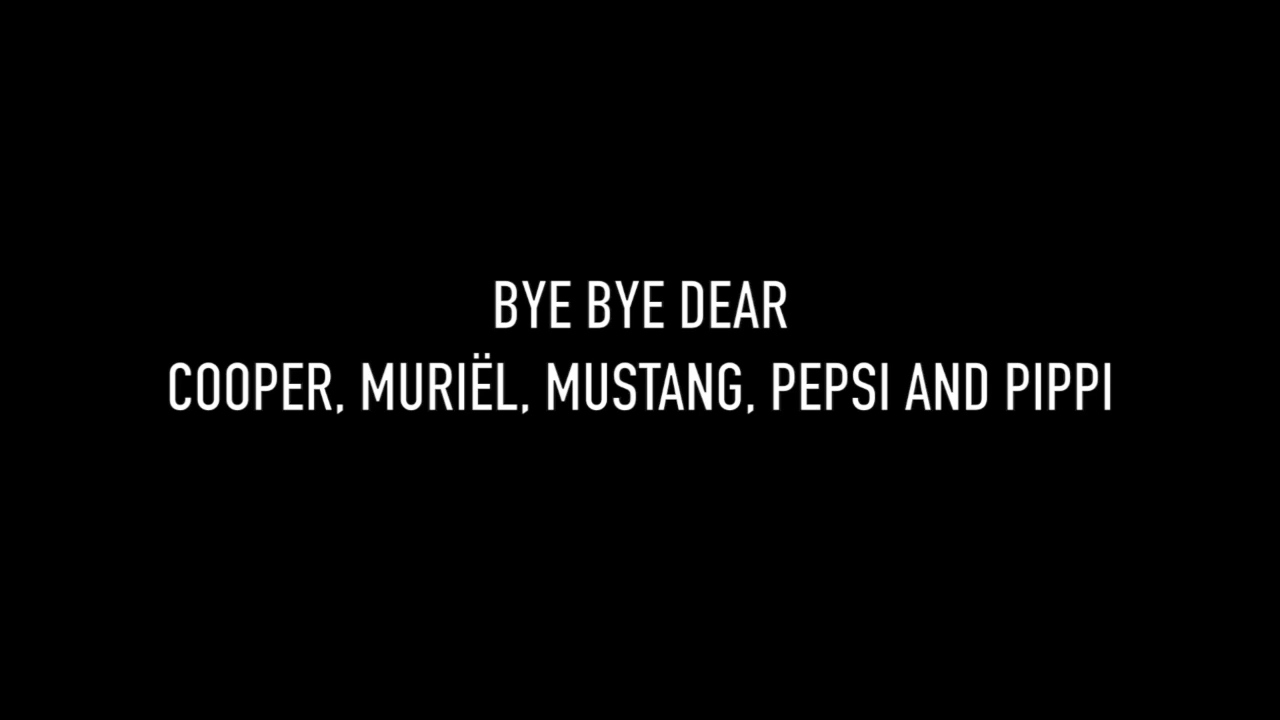 BYE BYE DEAR
COOPER, MURIËL, MUSTANG, PEPSI AND PIPPI